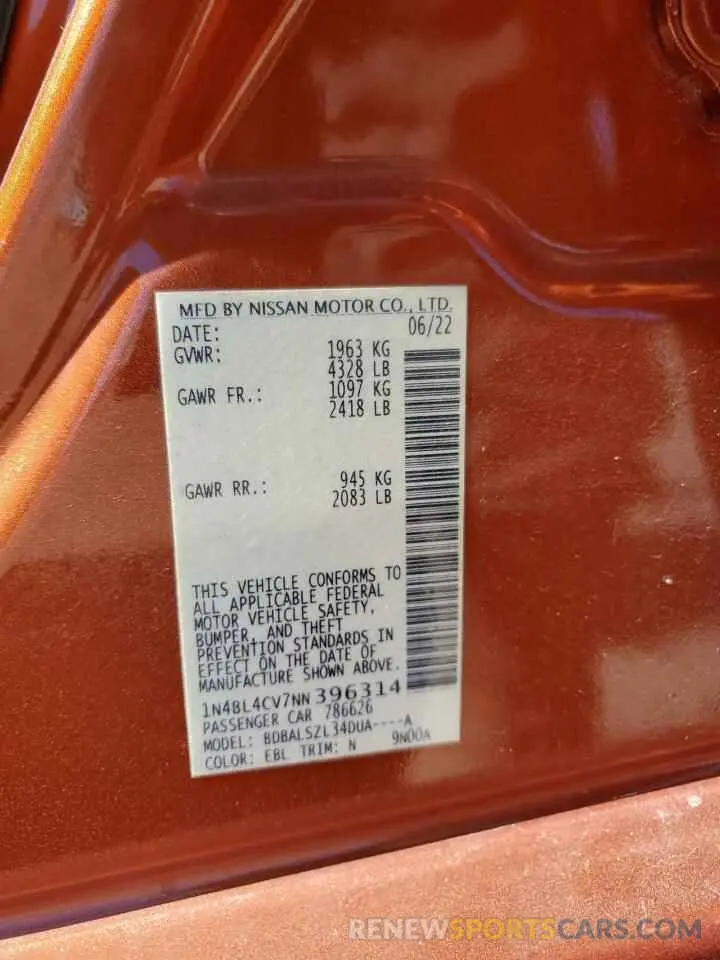 MFD BY NISSAN MOTOR CO., LTD.
DATE: 06/22
GVWR: 1963 KG
4328 LB
GAWR FR.: 1097 KG
2418 LB
GAWR RR.: 945 KG
2083 LB
THIS VEHICLE CONFORMS TO
ALL APPLICABLE FEDERAL
MOTOR VEHICLE SAFETY,
BUMPER, AND THEFT
PREVENTION STANDARDS IN
EFFECT ON THE DATE OF
MANUFACTURE SHOWN ABOVE.
1N4BL4CV7NN396314
PASSENGER CAR 786626
MODEL: BDBALSZL34DUA----A
COLOR: EBL TRIM: N 9N00A
RENEWSPORTSCARS.COM